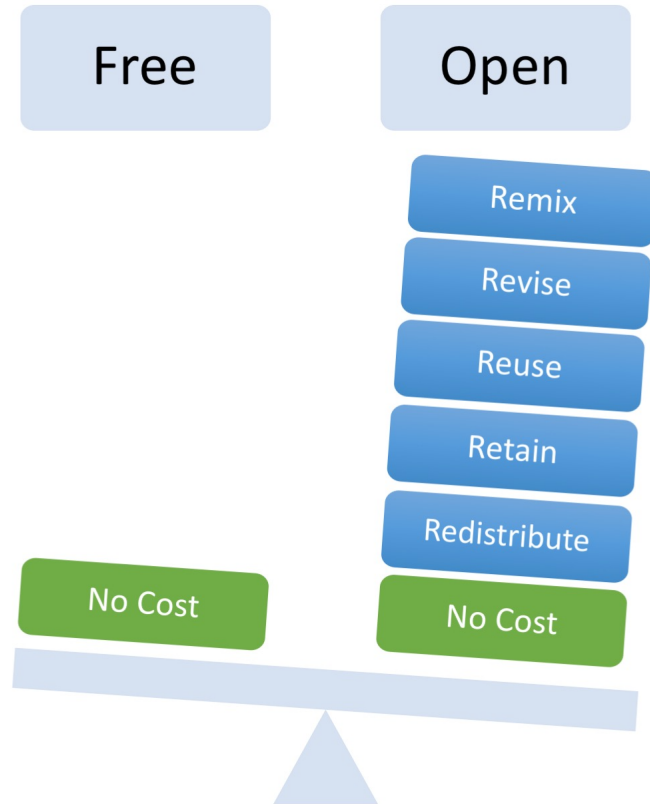 Free
Open
Remix
Revise
Reuse
Retain
Redistribute
No Cost
No Cost